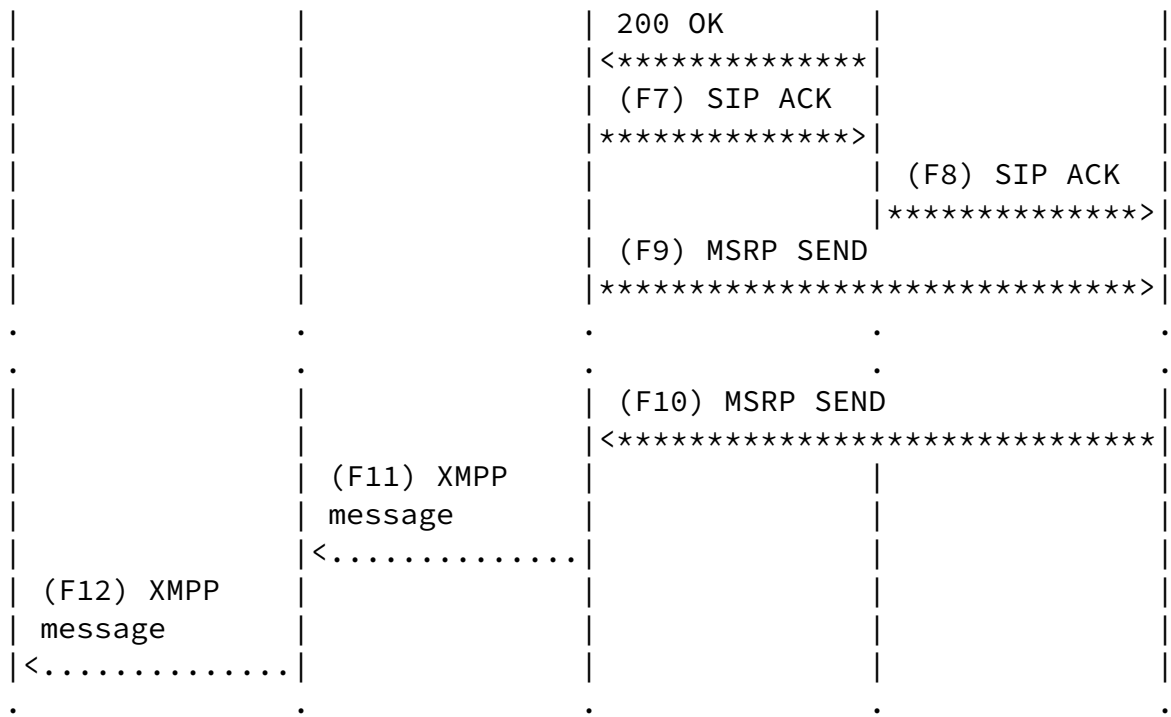 |                |                | 200 OK        |                |
|                |                |<**************|                |
|                |                | (F7) SIP ACK  |                |
|                |                |**************>|                |
|                |                |               | (F8) SIP ACK   |
|                |                |               |**************>|
|                |                | (F9) MSRP SEND                 |
|                |                |******************************>|
.                .                .               .                .
.                .                .               .                .
|                |                | (F10) MSRP SEND                |
|                |                |<******************************|
|                | (F11) XMPP     |               |                |
|                | message        |               |                |
|                |<..............|               |                |
| (F12) XMPP     |                |               |                |
| message        |                |               |                |
|<..............|                |               |                |
.                .                .               .                .